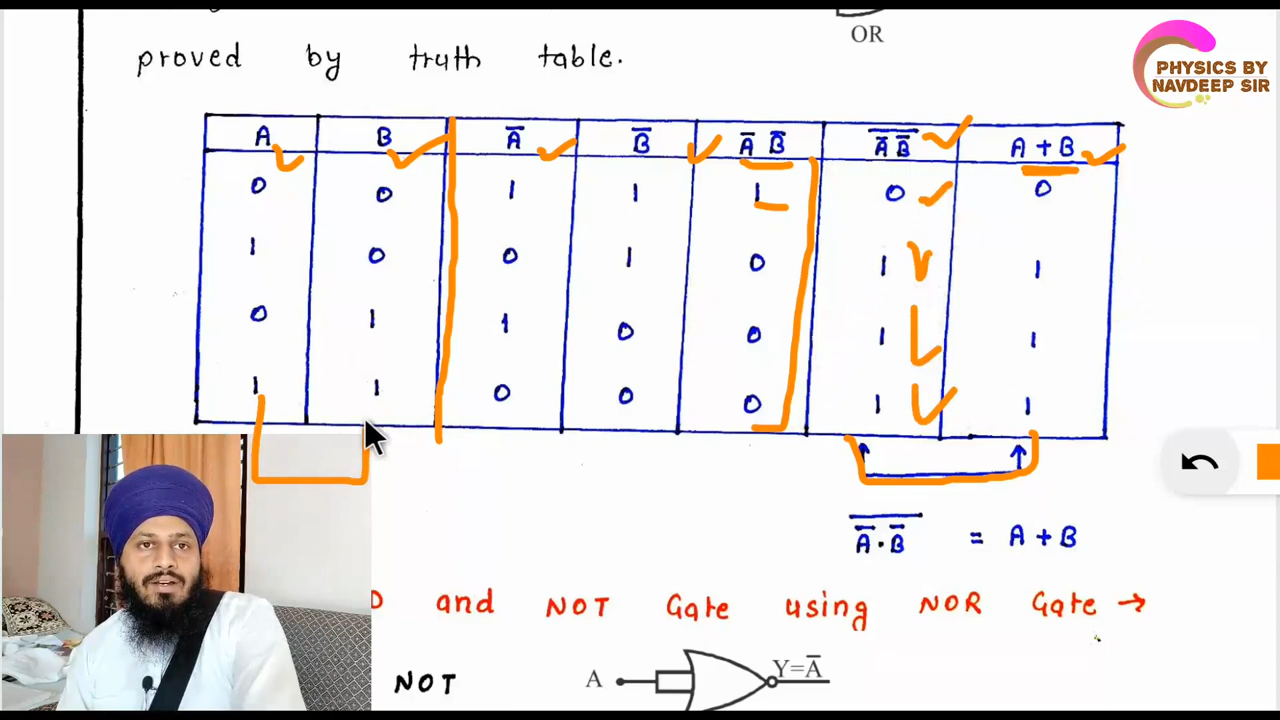 OR
PHYSICS BY
NAVDEEP SIR
proved by truth table.
A B A̅ B̅ A̅ B̅ \overline{A̅ B̅} A + B
0 0 1 1 1 0 0
1 0 0 1 0 1 1
0 1 1 0 0 1 1
1 1 0 0 0 1 1
\overline{A̅ · B̅} = A + B
and NOT Gate using NOR Gate →
NOT A Y=A̅